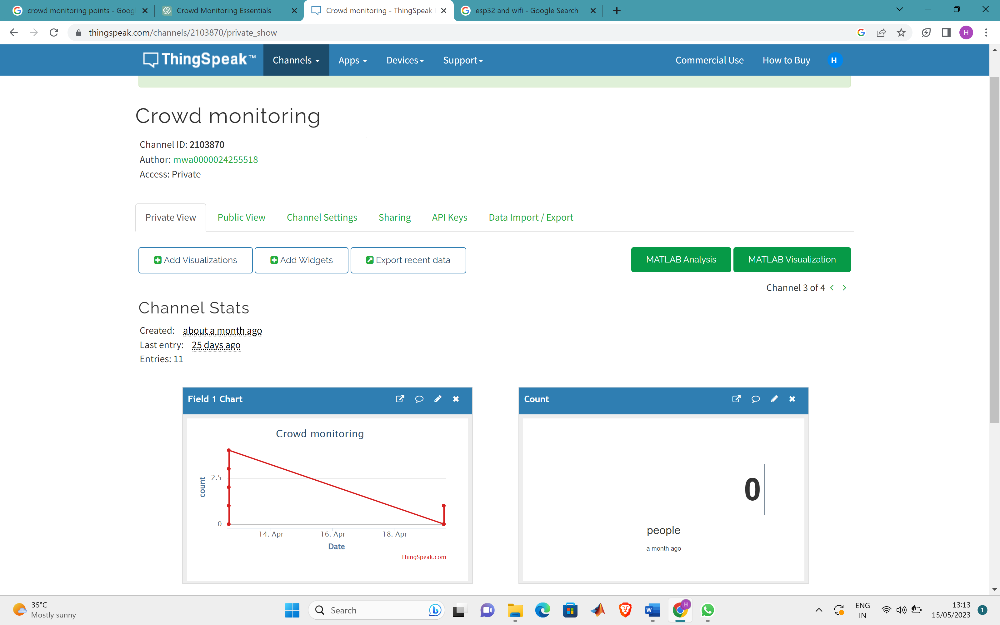 crowd monitoring points - Goog
Crowd Monitoring Essentials
Crowd monitoring - ThingSpeak
esp32 and wifi - Google Search
thingspeak.com/channels/2103870/private_show
H
ThingSpeak™
Channels
Apps
Devices
Support
Commercial Use
How to Buy
H
Crowd monitoring
Channel ID: 2103870
Author: mwa0000024255518
Access: Private
Private View
Public View
Channel Settings
Sharing
API Keys
Data Import / Export
Add Visualizations
Add Widgets
Export recent data
MATLAB Analysis
MATLAB Visualization
Channel 3 of 4
Channel Stats
Created: about a month ago
Last entry: 25 days ago
Entries: 11
Field 1 Chart
Crowd monitoring
count
2.5
0
14. Apr
16. Apr
18. Apr
Date
ThingSpeak.com
Count
0
people
a month ago
35°C
Mostly sunny
Search
W
H
ENG
IN
13:13
15/05/2023
1